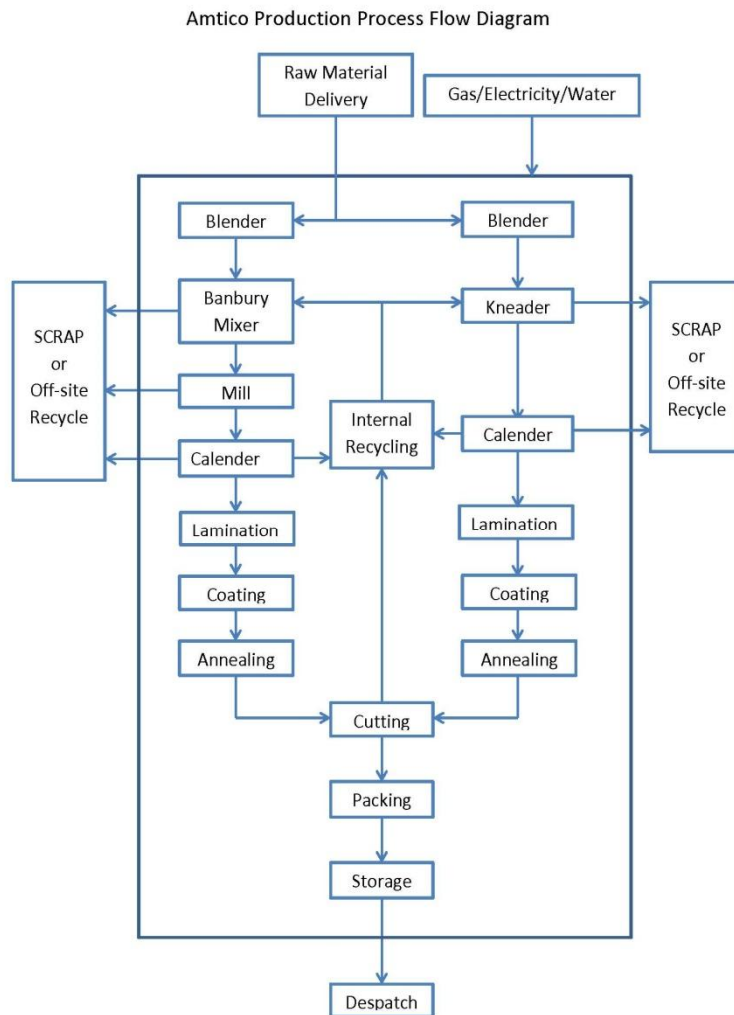 Amtico Production Process Flow Diagram
Raw Material
Delivery
Gas/Electricity/Water
Blender
Blender
Banbury
Mixer
Kneader
SCRAP
or
Off-site
Recycle
SCRAP
or
Off-site
Recycle
Mill
Internal
Recycling
Calender
Calender
Lamination
Lamination
Coating
Coating
Annealing
Annealing
Cutting
Packing
Storage
Despatch